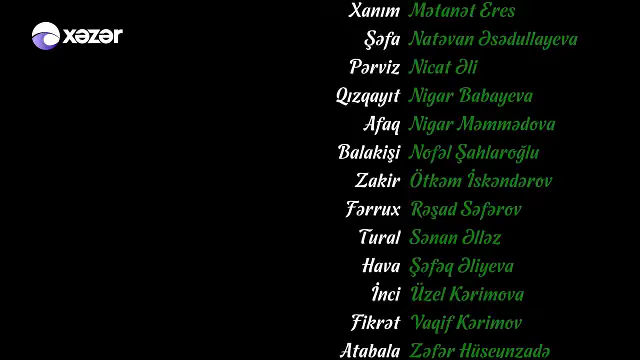 xəzər
Xanım Mətanət Eres
Şəfa Natəvan Əsədullayeva
Pərviz Nicat Əli
Qızqayıt Nigar Babayeva
Afaq Nigar Məmmədova
Balakişi Nofəl Şahlaroğlu
Zakir Ötkəm İskəndərov
Fərrux Rəşad Səfərov
Tural Sənan Əlləz
Hava Şəfəq Əliyeva
İnci Üzel Kərimova
Fikrət Vaqif Kərimov
Atabala Zəfər Hüseynzadə